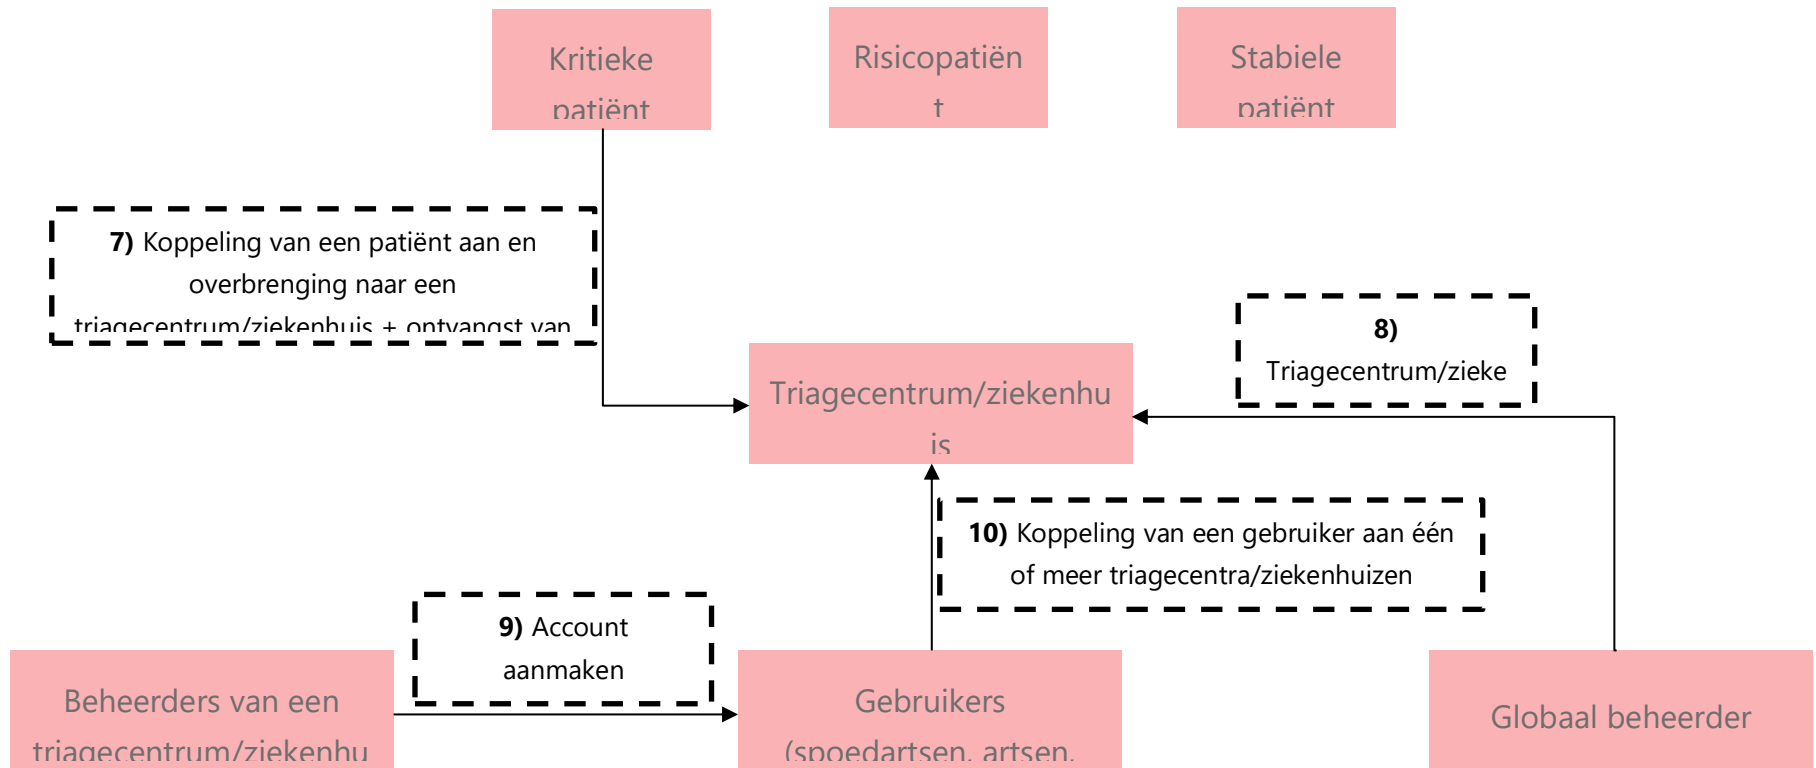 Kritieke
patiënt
Risicopatiën
t
Stabiele
patiënt
7) Koppeling van een patiënt aan en
overbrenging naar een
triagecentrum/ziekenhuis + ontvangst van
8)
Triagecentrum/zieke
Triagecentrum/ziekenhu
is
10) Koppeling van een gebruiker aan één
of meer triagecentra/ziekenhuizen
9) Account
aanmaken
Beheerders van een
triagecentrum/ziekenhu
Gebruikers
(spoedartsen, artsen,
Globaal beheerder